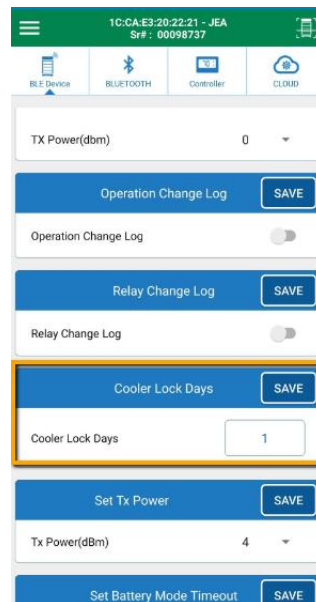 1C:CA:E3:20:22:21 - JEA
Sr# : 00098737
BLE Device
BLUETOOTH
Controller
CLOUD
TX Power(dbm) 0
Operation Change Log SAVE
Operation Change Log
Relay Change Log SAVE
Relay Change Log
Cooler Lock Days SAVE
Cooler Lock Days 1
Set Tx Power SAVE
Tx Power(dBm) 4
Set Battery Mode Timeout SAVE